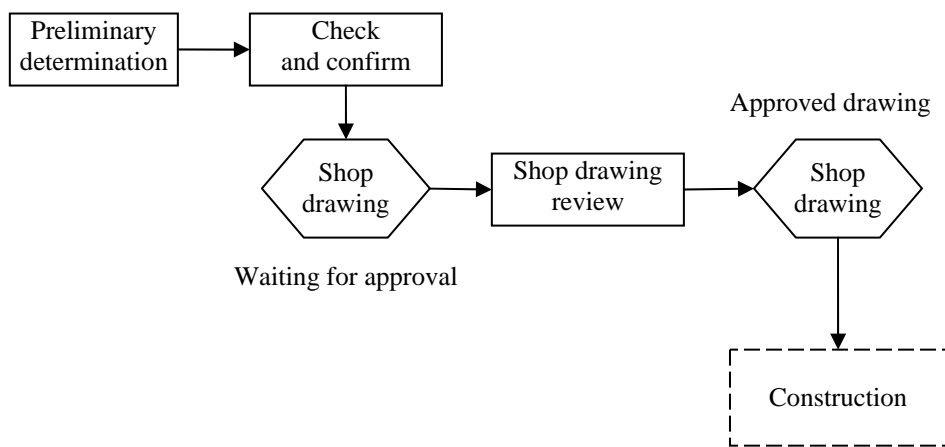 Preliminary
determination
Check
and confirm
Approved drawing
Shop
drawing
Shop drawing
review
Shop
drawing
Waiting for approval
Construction